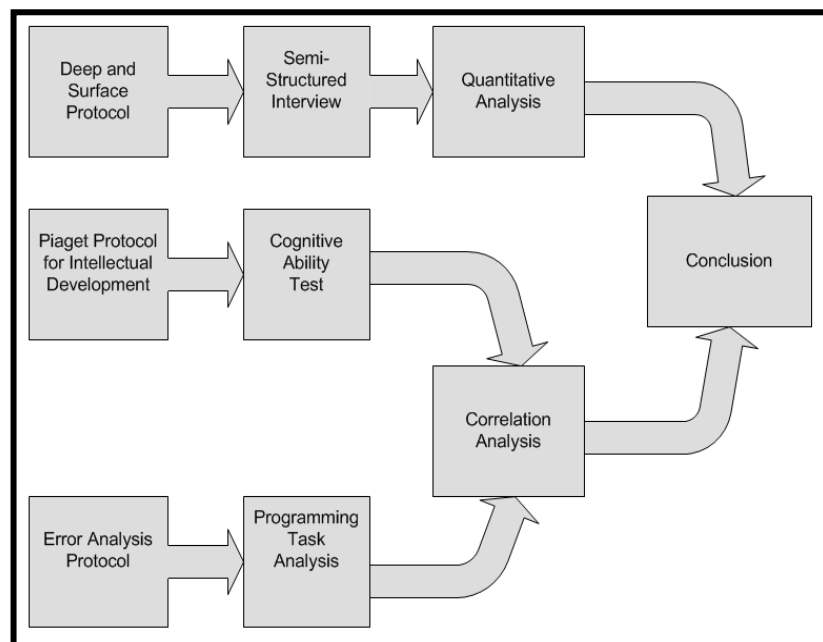 Deep and
Surface
Protocol
Semi-
Structured
Interview
Quantitative
Analysis
Piaget Protocol
for Intellectual
Development
Cognitive
Ability
Test
Conclusion
Correlation
Analysis
Error Analysis
Protocol
Programming
Task
Analysis